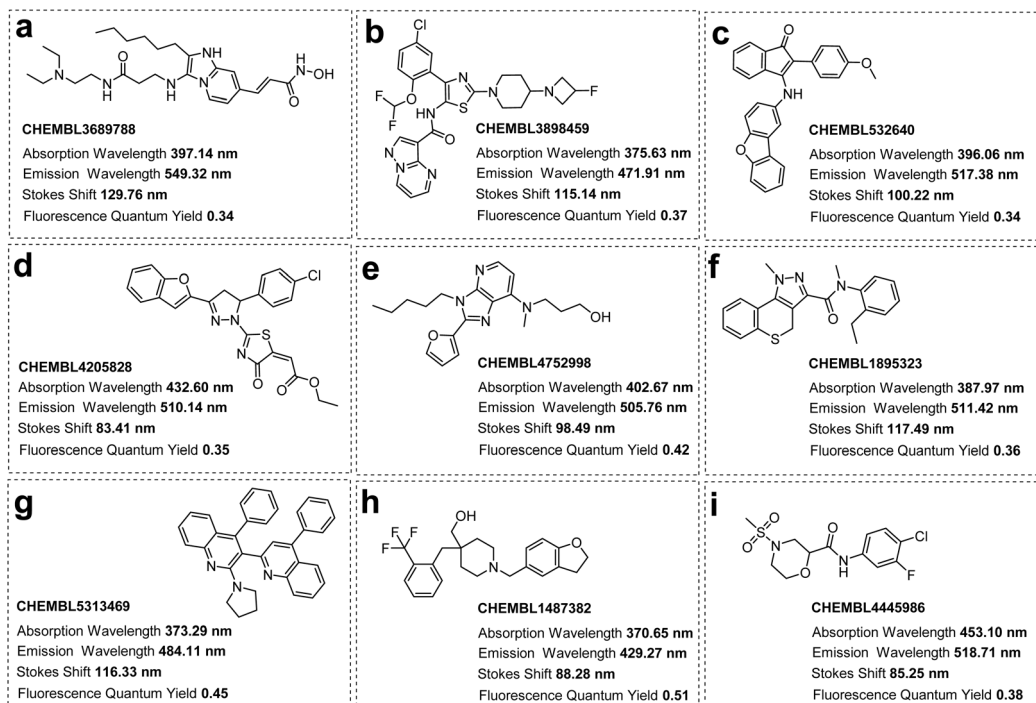 a
N
N
H
O
N
H
N
NH
N
H
N
OH
O
CHEMBL3689788
Absorption Wavelength 397.14 nm
Emission Wavelength 549.32 nm
Stokes Shift 129.76 nm
Fluorescence Quantum Yield 0.34
b
Cl
F
F
O
N
S
N
N
F
HN
O
N
N
N
CHEMBL3898459
Absorption Wavelength 375.63 nm
Emission Wavelength 471.91 nm
Stokes Shift 115.14 nm
Fluorescence Quantum Yield 0.37
c
O
O
NH
O
CHEMBL532640
Absorption Wavelength 396.06 nm
Emission Wavelength 517.38 nm
Stokes Shift 100.22 nm
Fluorescence Quantum Yield 0.34
d
O
Cl
N
N
S
N
O
O
O
CHEMBL4205828
Absorption Wavelength 432.60 nm
Emission Wavelength 510.14 nm
Stokes Shift 83.41 nm
Fluorescence Quantum Yield 0.35
e
N
N
N
N
OH
O
CHEMBL4752998
Absorption Wavelength 402.67 nm
Emission Wavelength 505.76 nm
Stokes Shift 98.49 nm
Fluorescence Quantum Yield 0.42
f
N
N
N
O
S
CHEMBL1895323
Absorption Wavelength 387.97 nm
Emission Wavelength 511.42 nm
Stokes Shift 117.49 nm
Fluorescence Quantum Yield 0.36
g
N
N
N
CHEMBL5313469
Absorption Wavelength 373.29 nm
Emission Wavelength 484.11 nm
Stokes Shift 116.33 nm
Fluorescence Quantum Yield 0.45
h
OH
F
F
F
N
O
CHEMBL1487382
Absorption Wavelength 370.65 nm
Emission Wavelength 429.27 nm
Stokes Shift 88.28 nm
Fluorescence Quantum Yield 0.51
i
O
S
O
N
O
O
N
H
Cl
F
CHEMBL4445986
Absorption Wavelength 453.10 nm
Emission Wavelength 518.71 nm
Stokes Shift 85.25 nm
Fluorescence Quantum Yield 0.38